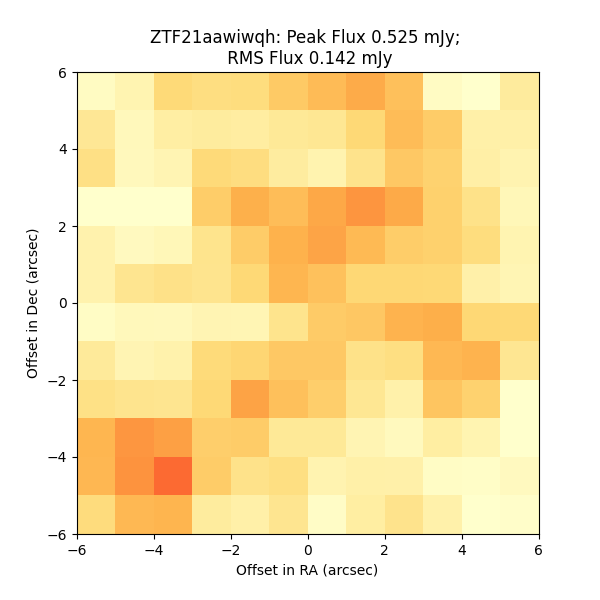 ZTF21aawiwqh: Peak Flux 0.525 mJy;
RMS Flux 0.142 mJy
6
4
2
0
−2
−4
−6
Offset in Dec (arcsec)
−6 −4 −2 0 2 4 6
Offset in RA (arcsec)